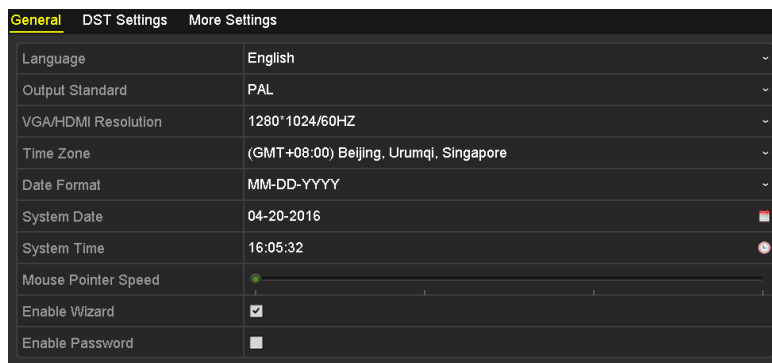 General DST Settings More Settings
Language English
Output Standard PAL
VGA/HDMI Resolution 1280*1024/60HZ
Time Zone (GMT+08:00) Beijing, Urumqi, Singapore
Date Format MM-DD-YYYY
System Date 04-20-2016
System Time 16:05:32
Mouse Pointer Speed
Enable Wizard
Enable Password